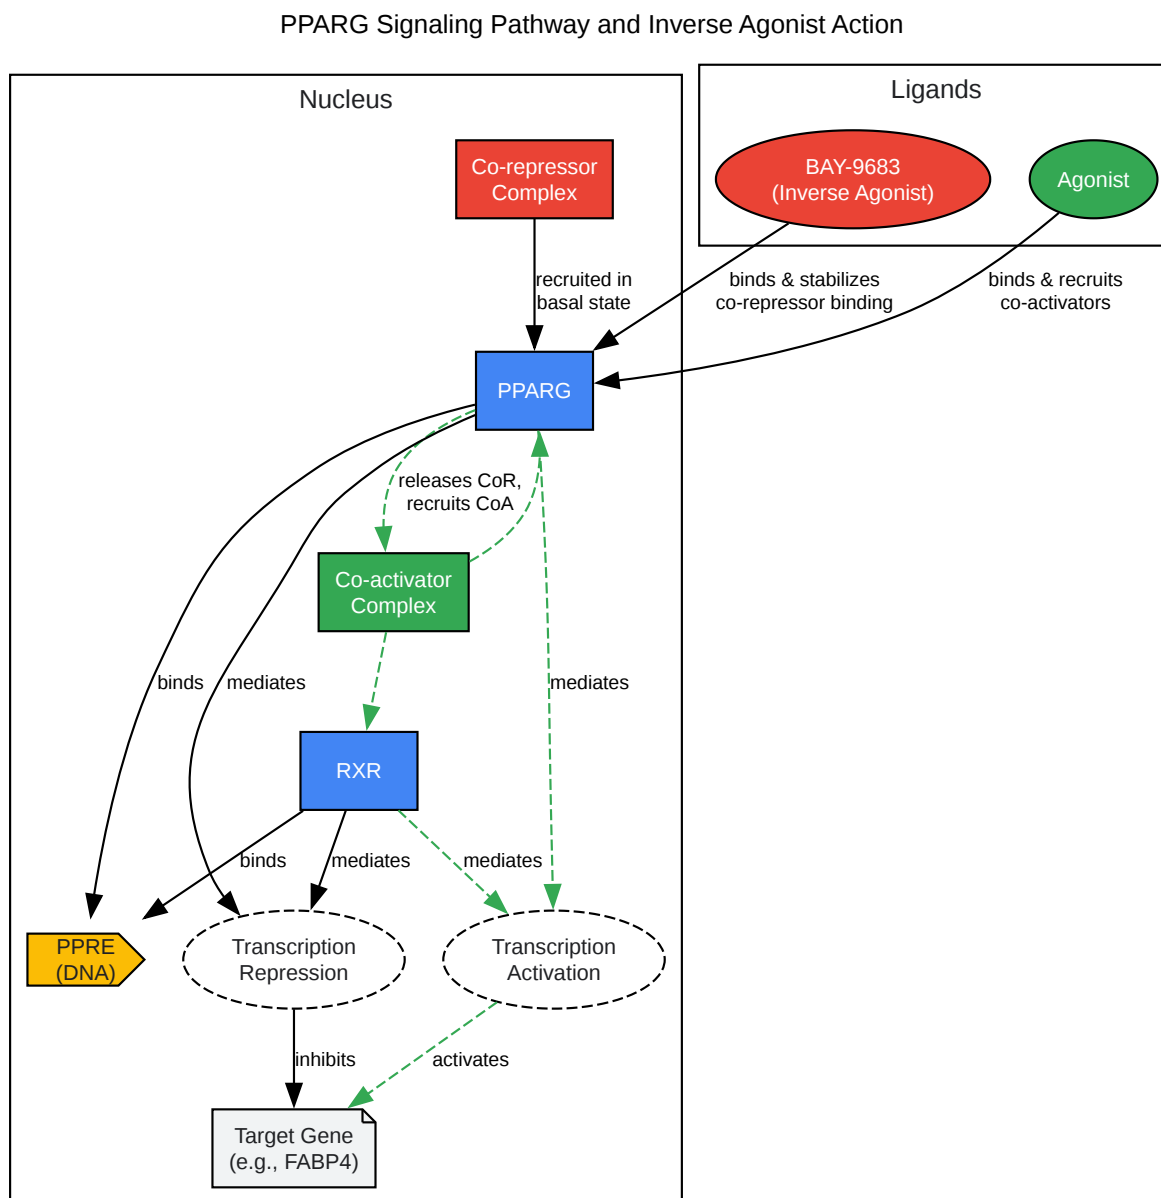 PPARG Signaling Pathway and Inverse Agonist Action
Nucleus
Ligands
Co-repressor
Complex
BAY-9683
(Inverse Agonist)
Agonist
recruited in
basal state
binds & stabilizes
co-repressor binding
binds & recruits
co-activators
PPARG
releases CoR,
recruits CoA
Co-activator
Complex
binds
mediates
mediates
RXR
binds
mediates
mediates
PPRE
(DNA)
Transcription
Repression
Transcription
Activation
inhibits
activates
Target Gene
(e.g., FABP4)